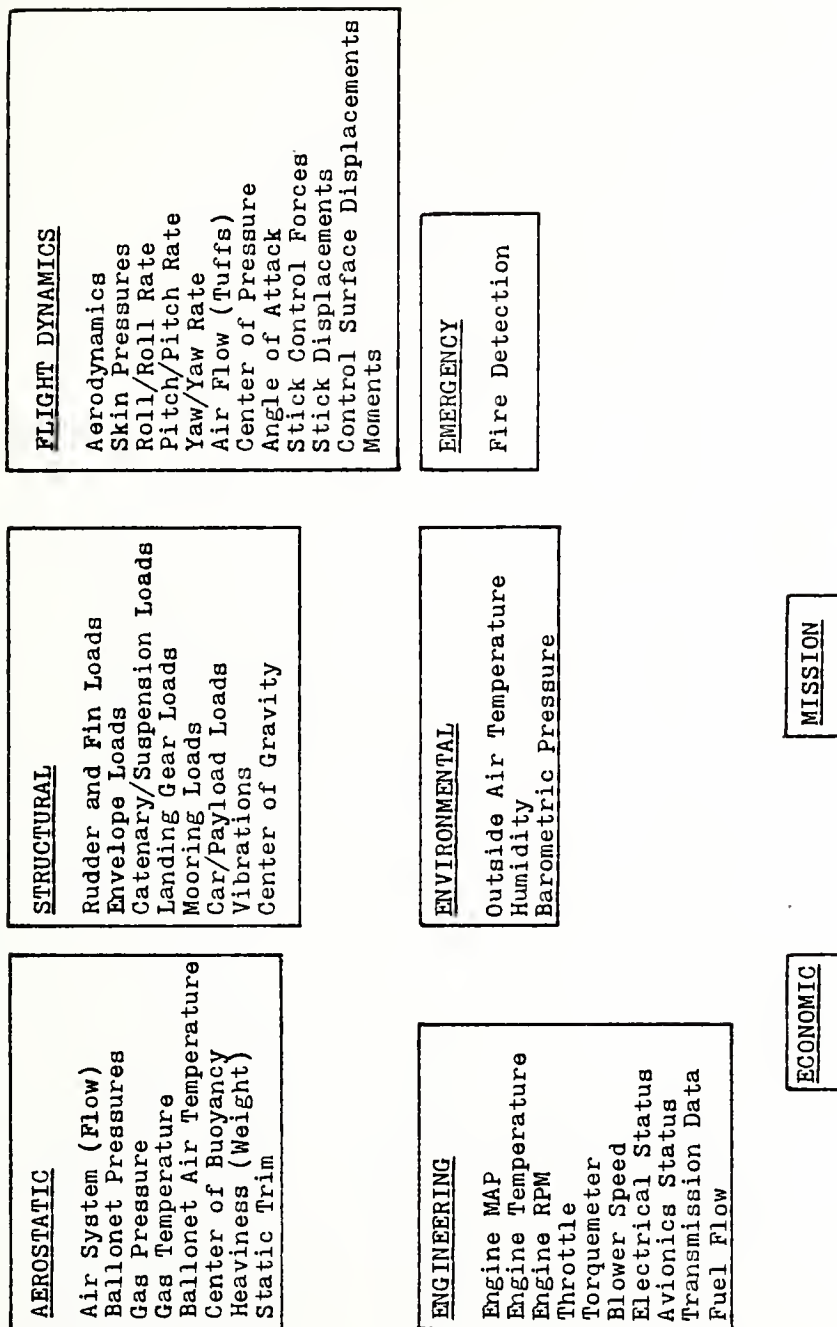 AEROSTATIC
Air System (Flow)
Ballonet Pressures
Gas Pressure
Gas Temperature
Ballonet Air Temperature
Center of Buoyancy
Heaviness (Weight)
Static Trim
STRUCTURAL
Rudder and Fin Loads
Envelope Loads
Catenary/Suspension Loads
Landing Gear Loads
Mooring Loads
Car/Payload Loads
Vibrations
Center of Gravity
FLIGHT DYNAMICS
Aerodynamics
Skin Pressures
Roll/Roll Rate
Pitch/Pitch Rate
Yaw/Yaw Rate
Air Flow (Tuffs)
Center of Pressure
Angle of Attack
Stick Control Forces
Stick Displacements
Control Surface Displacements
Moments
ENGINEERING
Engine MAP
Engine Temperature
Engine RPM
Throttle
Torquemeter
Blower Speed
Electrical Status
Avionics Status
Transmission Data
Fuel Flow
ENVIRONMENTAL
Outside Air Temperature
Humidity
Barometric Pressure
EMERGENCY
Fire Detection
ECONOMIC
MISSION